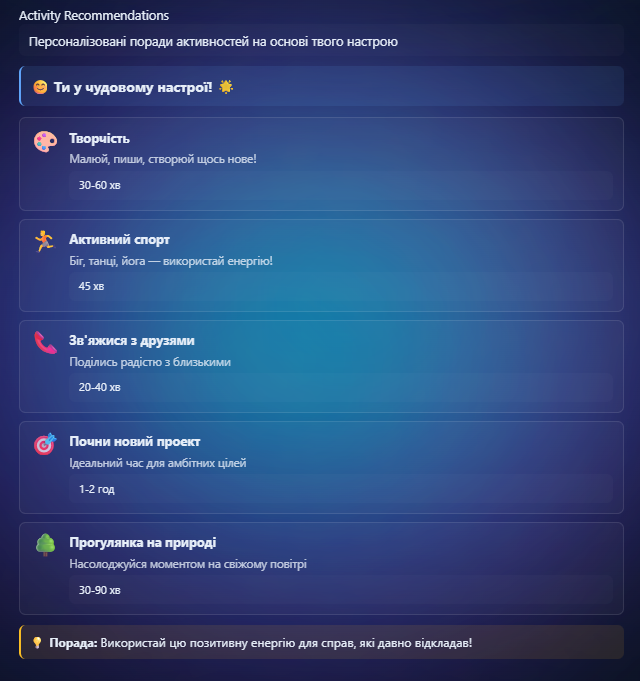 Activity Recommendations
Персоналізовані поради активностей на основі твого настрою
Ти у чудовому настрої!
Творчість
Малюй, пиши, створюй щось нове!
30-60 хв
Активний спорт
Біг, танці, йога — використай енергію!
45 хв
Зв'яжися з друзями
Поділись радістю з близькими
20-40 хв
Почни новий проект
Ідеальний час для амбітних цілей
1-2 год
Прогулянка на природі
Насолоджуйся моментом на свіжому повітрі
30-90 хв
Порада: Використай цю позитивну енергію для справ, які давно відкладав!